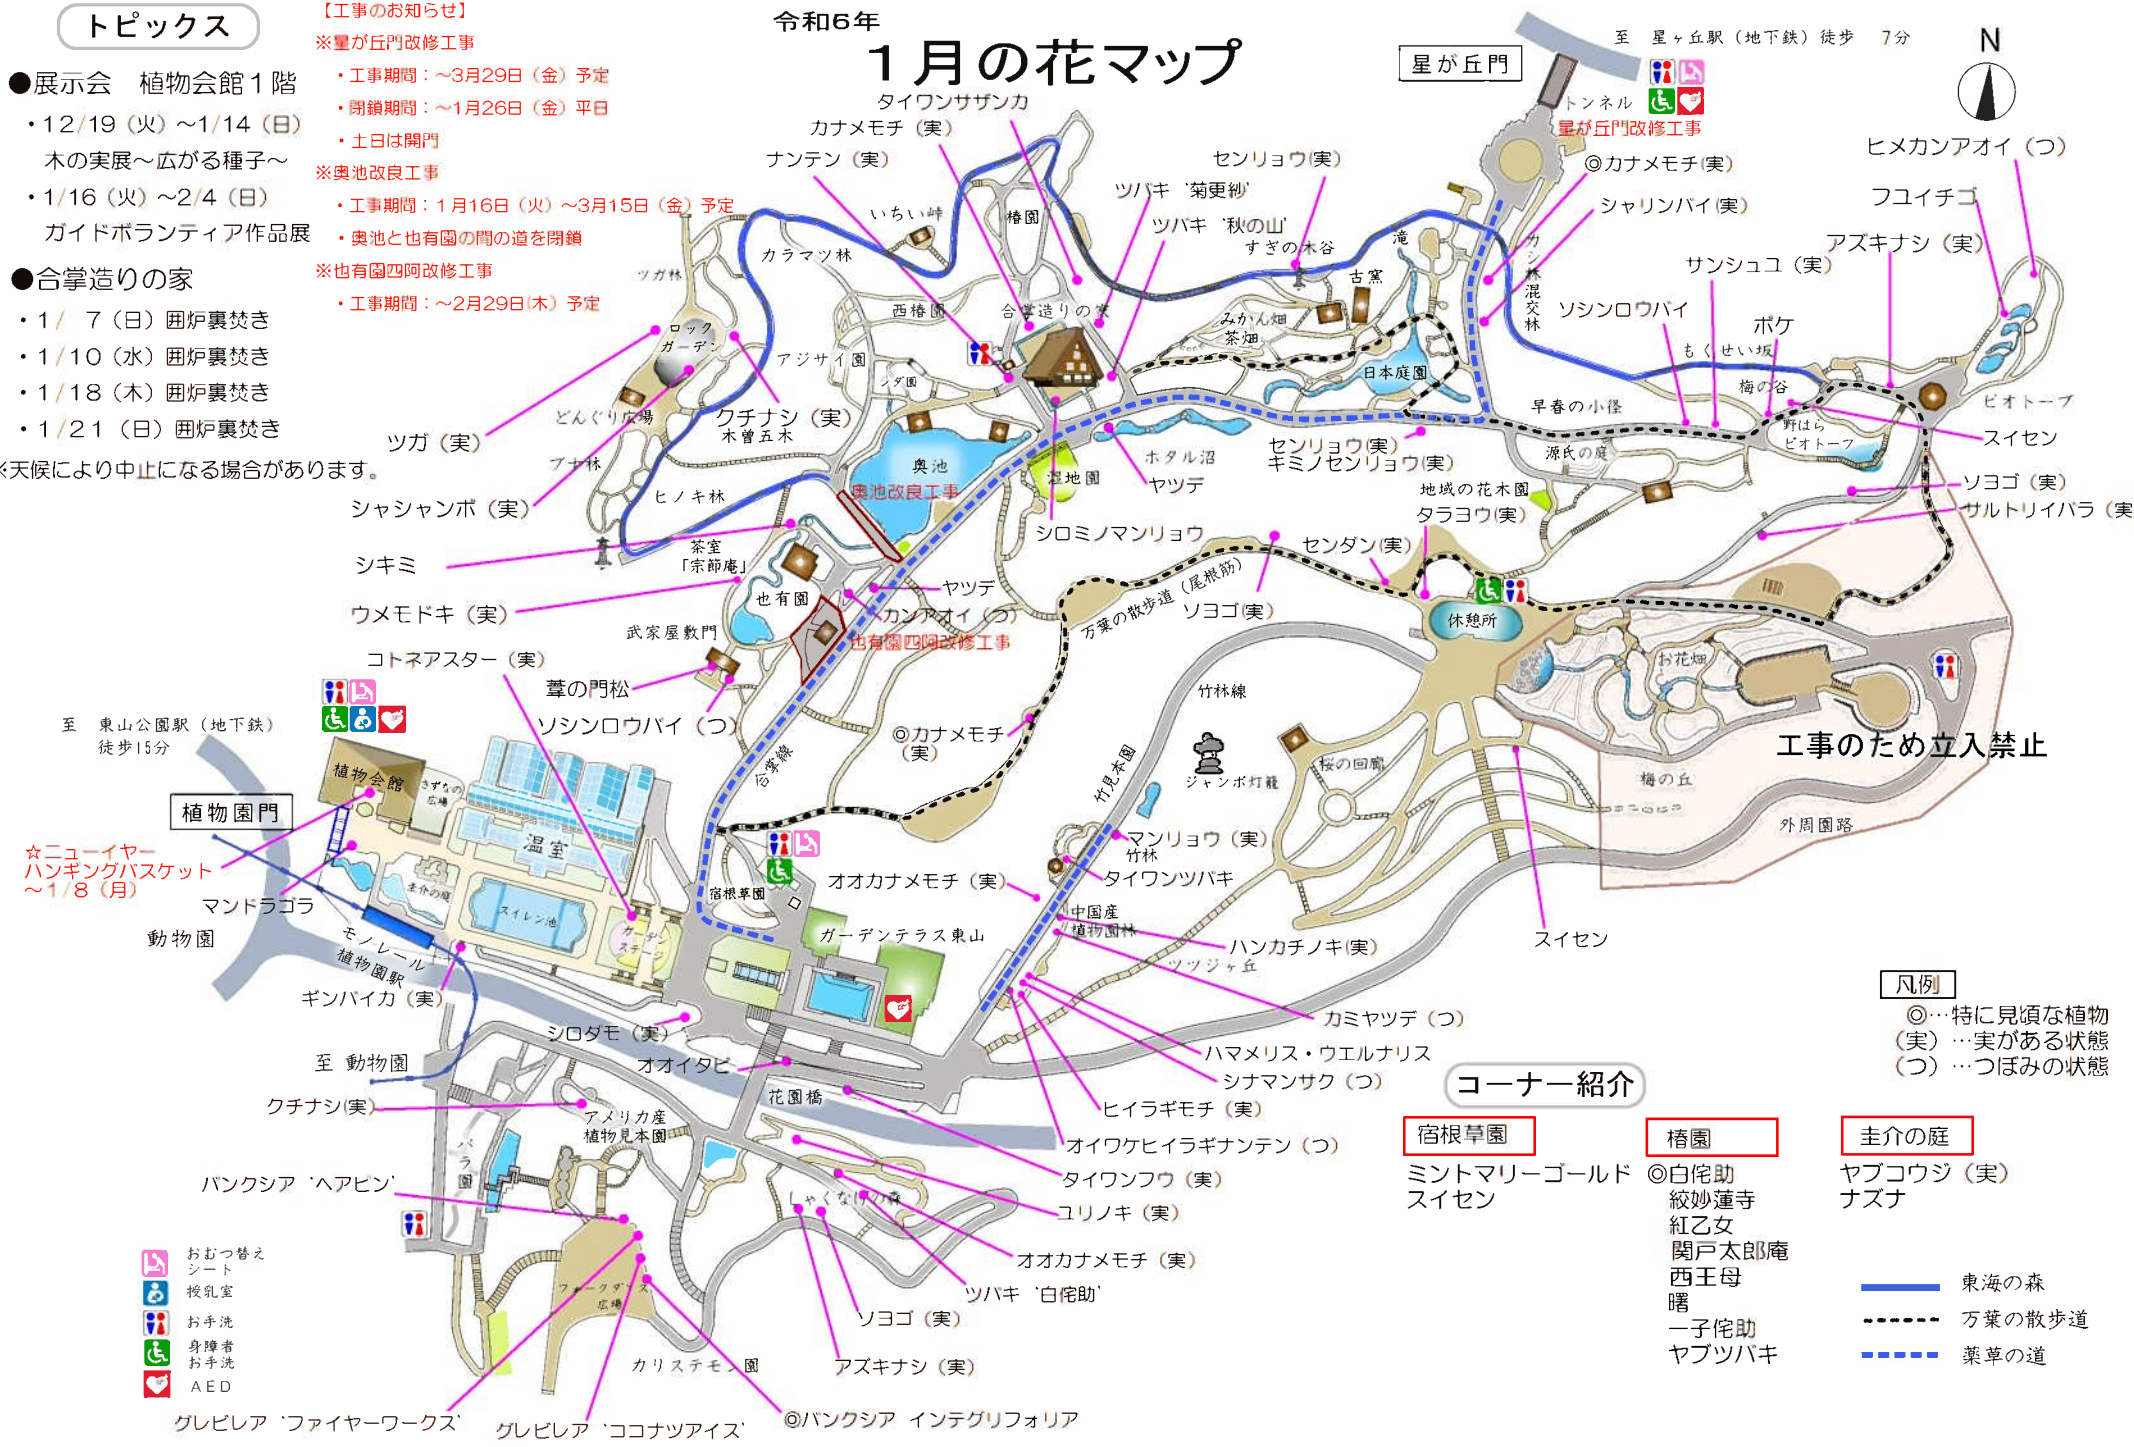 トピックス
●展示会 植物会館1階
・12/19(火)～1/14(日)
木の実展～広がる種子～
・1/16(火)～2/4(日)
ガイドボランティア作品展
●合掌造りの家
・1/ 7(日)囲炉裏焚き
・1/10(水)囲炉裏焚き
・1/18(木)囲炉裏焚き
・1/21(日)囲炉裏焚き
※天候により中止になる場合があります。
【工事のお知らせ】
※星が丘門改修工事
・工事期間：～3月29日(金)予定
・閉鎖期間：～1月26日(金)平日
・土日は開門
※奥池改良工事
・工事期間：1月16日(火)～3月15日(金)予定
・奥池と也有園の間の道を閉鎖
※也有園四阿改修工事
・工事期間：～2月29日(木)予定
令和6年
1月の花マップ
星が丘門
至 星ヶ丘駅(地下鉄)徒歩 7分
N
トンネル
星が丘門改修工事
タイワンサザンカ
カナメモチ(実)
ナンテン(実)
センリョウ(実)
ツバキ '菊更紗'
ツバキ '秋の山'
◎カナメモチ(実)
シャリンバイ(実)
ヒメカンアオイ(つ)
フユイチゴ
アズキナシ(実)
サンシュユ(実)
ソシンロウバイ
ボケ
もくせい坂
梅の谷
いちい峠
椿園
カラマツ林
ツガ林
西椿園
合掌造りの家
すぎの木谷
滝
古窯
カシ林混交林
みかん畑
茶畑
日本庭園
ロックガーデン
アジサイ園
シダ園
どんぐり広場
クチナシ(実)
木曽五木
ツガ(実)
ブナ林
ヒノキ林
シャシャンボ(実)
奥池
奥池改良工事
湿地園
ホタル沼
ヤツデ
シロミノマンリョウ
センリョウ(実)
キミノセンリョウ(実)
早春の小径
源氏の庭
野はら
ビオトープ
ビオトープ
スイセン
ソヨゴ(実)
サルトリイバラ(実
地域の花木園
タラヨウ(実)
センダン(実)
シキミ
茶室
「宗節庵」
ウメモドキ(実)
也有園
武家屋敷門
ヤツデ
カンアオイ(つ)
也有園四阿改修工事
万葉の散歩道(尾根筋)
ソヨゴ(実)
休憩所
お花畑
コトネアスター(実)
葦の門松
ソシンロウバイ(つ)
◎カナメモチ
(実)
合掌線
竹林線
竹見本園
ジャンボ灯籠
桜の回廊
工事のため立入禁止
梅の丘
外周園路
至 東山公園駅(地下鉄)
徒歩15分
植物園門
植物会館
きずなの
広場
温室
☆ニューイヤー
ハンギングバスケット
～1/8(月)
マンドラゴラ
動物園
圭介の庭
スイレン池
ガーデンステージ
宿根草園
ガーデンテラス東山
オオカナメモチ(実)
マンリョウ(実)
竹林
タイワンツバキ
中国産
植物園林
ハンカチノキ(実)
ツツジヶ丘
スイセン
モノレール
植物園駅
ギンバイカ(実)
シロダモ(実)
オオイタビ
花園橋
カミヤツデ(つ)
ハマメリス・ウエルナリス
シナマンサク(つ)
ヒイラギモチ(実)
オイワケヒイラギナンテン(つ)
タイワンフウ(実)
ユリノキ(実)
オオカナメモチ(実)
ツバキ '白侘助'
ソヨゴ(実)
アズキナシ(実)
至 動物園
クチナシ(実)
アメリカ産
植物見本園
バラ園
バンクシア 'ヘアピン'
しゃくなげの森
フォークダンス
広場
カリステモン園
グレビレア 'ファイヤーワークス'
グレビレア 'ココナツアイス'
◎バンクシア インテグリフォリア
おむつ替え
シート
授乳室
お手洗
身障者
お手洗
AED
凡例
◎…特に見頃な植物
(実)…実がある状態
(つ)…つぼみの状態
コーナー紹介
宿根草園
ミントマリーゴールド
スイセン
椿園
◎白侘助
絞妙蓮寺
紅乙女
関戸太郎庵
西王母
曙
一子侘助
ヤブツバキ
圭介の庭
ヤブコウジ(実)
ナズナ
東海の森
万葉の散歩道
薬草の道